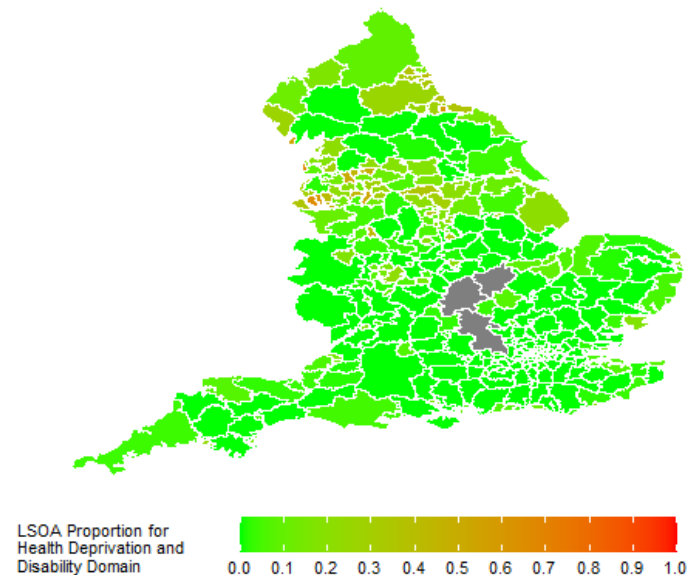 LSOA Proportion for
Health Deprivation and
Disability Domain
0.0 0.1 0.2 0.3 0.4 0.5 0.6 0.7 0.8 0.9 1.0